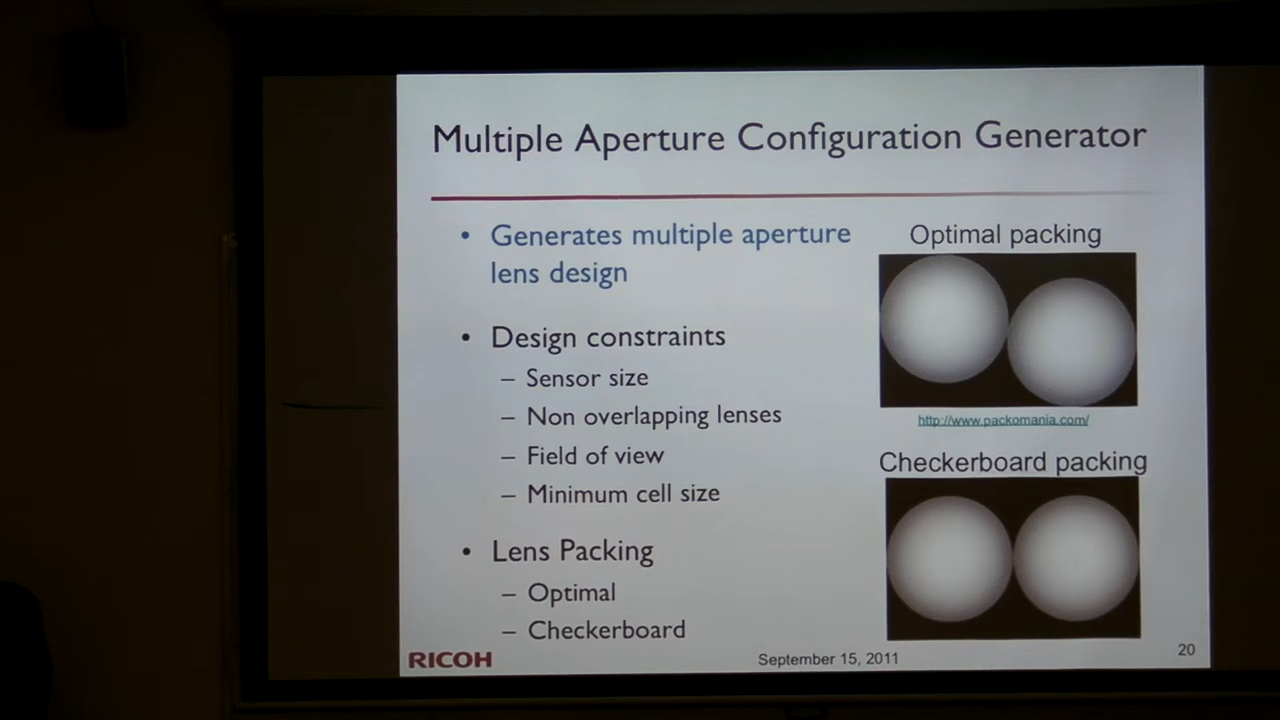 Multiple Aperture Configuration Generator
• Generates multiple aperture
lens design
• Design constraints
– Sensor size
– Non overlapping lenses
– Field of view
– Minimum cell size
• Lens Packing
– Optimal
– Checkerboard
Optimal packing
http://www.packomania.com/
Checkerboard packing
RICOH
September 15, 2011
20